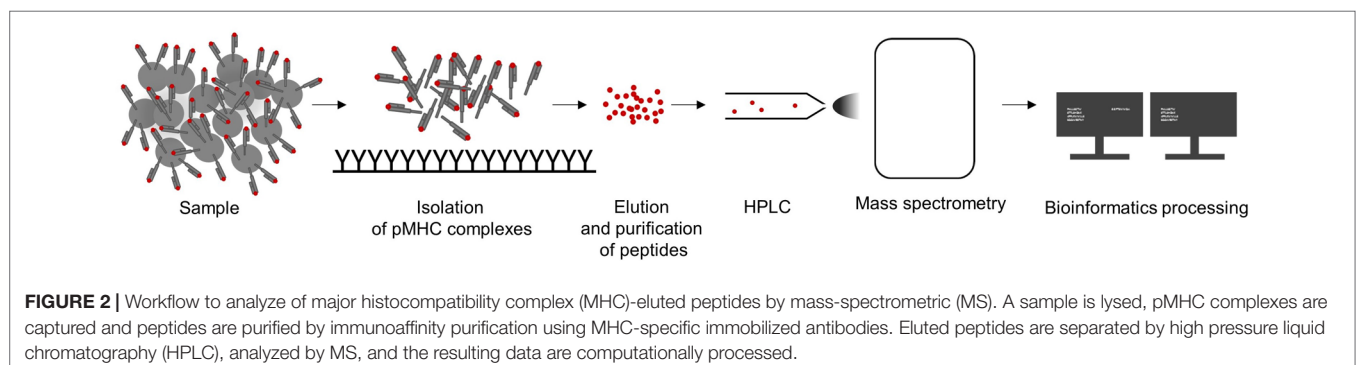 Sample
Isolation
of pMHC complexes
Elution
and purification
of peptides
HPLC
Mass spectrometry
Bioinformatics processing
FIGURE 2 | Workflow to analyze of major histocompatibility complex (MHC)-eluted peptides by mass-spectrometric (MS). A sample is lysed, pMHC complexes are
captured and peptides are purified by immunoaffinity purification using MHC-specific immobilized antibodies. Eluted peptides are separated by high pressure liquid
chromatography (HPLC), analyzed by MS, and the resulting data are computationally processed.